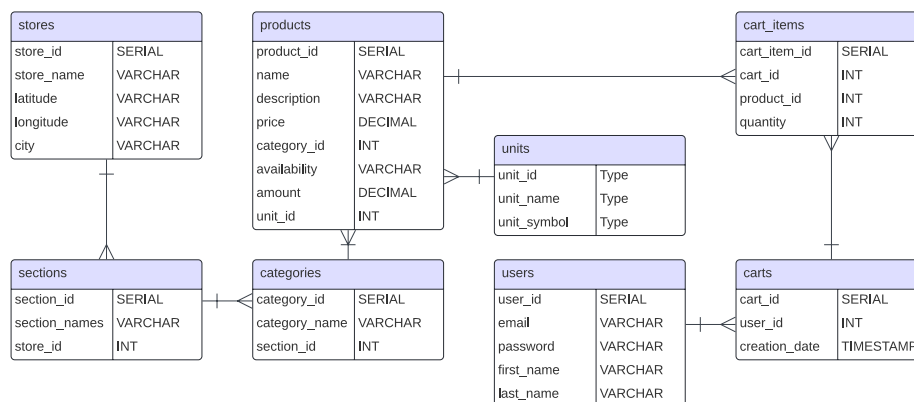 stores
store_id SERIAL
store_name VARCHAR
latitude VARCHAR
longitude VARCHAR
city VARCHAR
products
product_id SERIAL
name VARCHAR
description VARCHAR
price DECIMAL
category_id INT
availability VARCHAR
amount DECIMAL
unit_id INT
cart_items
cart_item_id SERIAL
cart_id INT
product_id INT
quantity INT
units
unit_id Type
unit_name Type
unit_symbol Type
sections
section_id SERIAL
section_names VARCHAR
store_id INT
categories
category_id SERIAL
category_name VARCHAR
section_id INT
users
user_id SERIAL
email VARCHAR
password VARCHAR
first_name VARCHAR
last_name VARCHAR
carts
cart_id SERIAL
user_id INT
creation_date TIMESTAMP